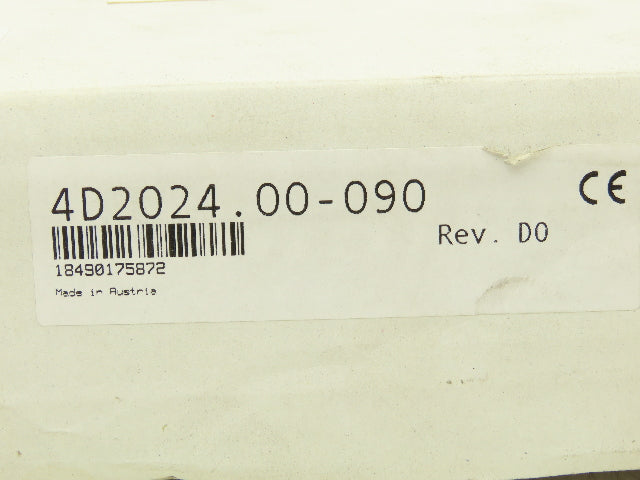 4D2024.00-090
CE
Rev. D0
18490175872
Made in Austria